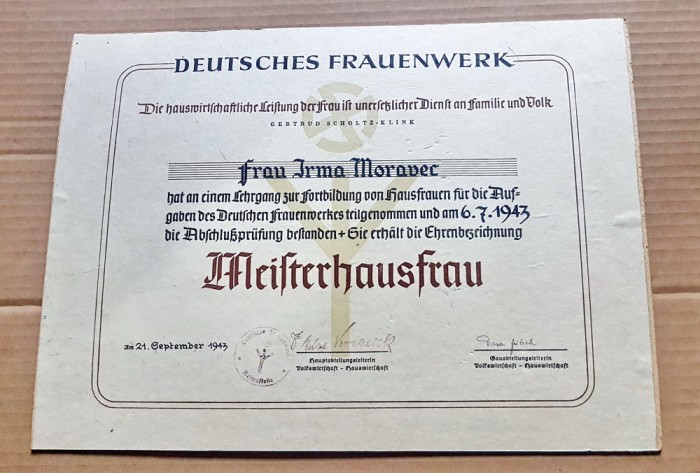 DEUTSCHES FRAUENWERK
Die hauswirtschaftliche Leistung der Frau ist unersetzlicher Dienst an Familie und Volk
GERTRUD SCHOLTZ-KLINK
Frau Irma Moravec
hat an einem Lehrgang zur Fortbildung von Hausfrauen für die Auf-
gaben des Deutschen Frauenwerkes teilgenommen und am 6.7.1943
die Abschlußprüfung bestanden + Sie erhält die Ehrenbezeichnung
Meisterhausfrau
am 21. September 1943
Hauptabteilungsleiterin
Volkswirtschaft - Hauswirtschaft
Gauabteilungsleiterin
Volkswirtschaft - Hauswirtschaft